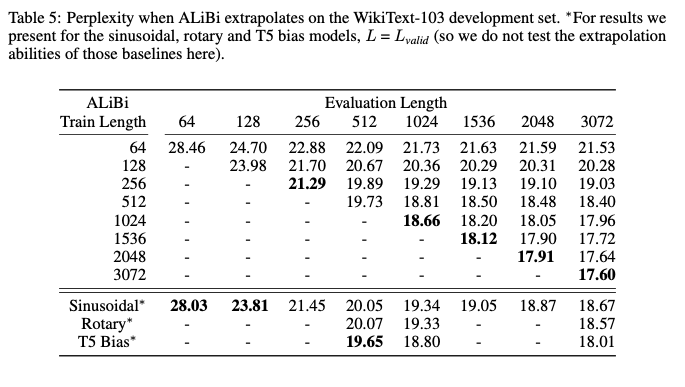 Table 5: Perplexity when ALiBi extrapolates on the WikiText-103 development set. *For results we
present for the sinusoidal, rotary and T5 bias models, L = Lvalid (so we do not test the extrapolation
abilities of those baselines here).
ALiBi Evaluation Length
Train Length 64 128 256 512 1024 1536 2048 3072
64 28.46 24.70 22.88 22.09 21.73 21.63 21.59 21.53
128 - 23.98 21.70 20.67 20.36 20.29 20.31 20.28
256 - - 21.29 19.89 19.29 19.13 19.10 19.03
512 - - - 19.73 18.81 18.50 18.48 18.40
1024 - - - - 18.66 18.20 18.05 17.96
1536 - - - - - 18.12 17.90 17.72
2048 - - - - - - 17.91 17.64
3072 - - - - - - - 17.60
Sinusoidal* 28.03 23.81 21.45 20.05 19.34 19.05 18.87 18.67
Rotary* - - - 20.07 19.33 - - 18.57
T5 Bias* - - - 19.65 18.80 - - 18.01